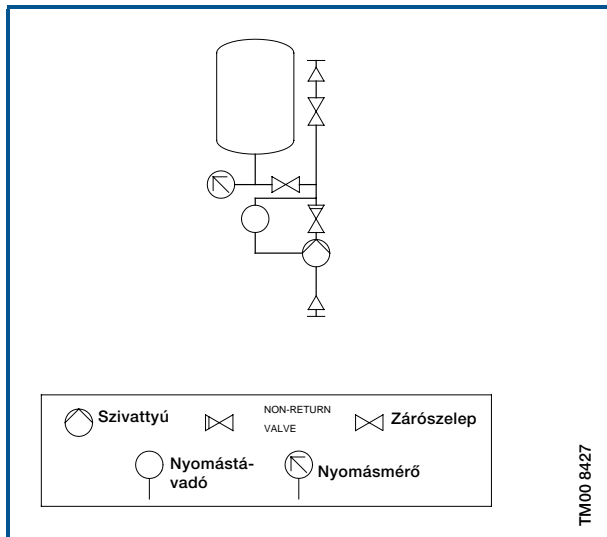 Szivattyú
NON-RETURN
VALVE
Zárószelep
Nyomástá-
vadó
Nyomásmérő
TM00 8427